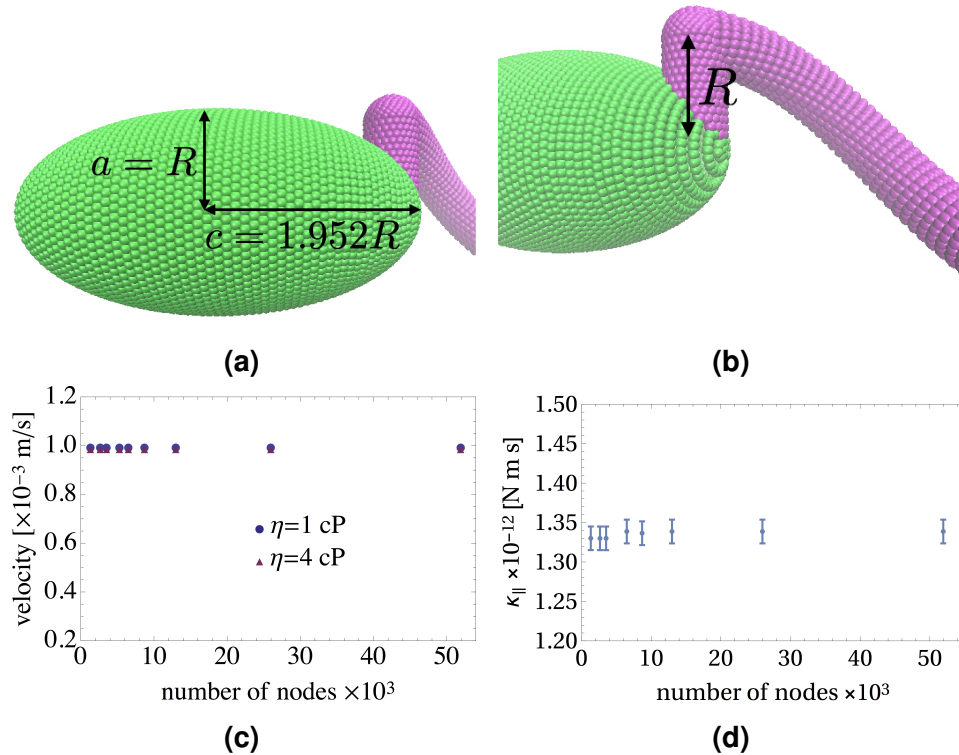 a = R
c = 1.952R
R
(a)
(b)
velocity [×10⁻³ m/s]
1.2
1.0
0.8
0.6
0.4
0.2
η=1 cP
η=4 cP
0 10 20 30 40 50
number of nodes ×10³
κ∥ ×10⁻¹² [N m s]
1.50
1.45
1.40
1.35
1.30
1.25
1.20
0 10 20 30 40 50
number of nodes ×10³
(c)
(d)